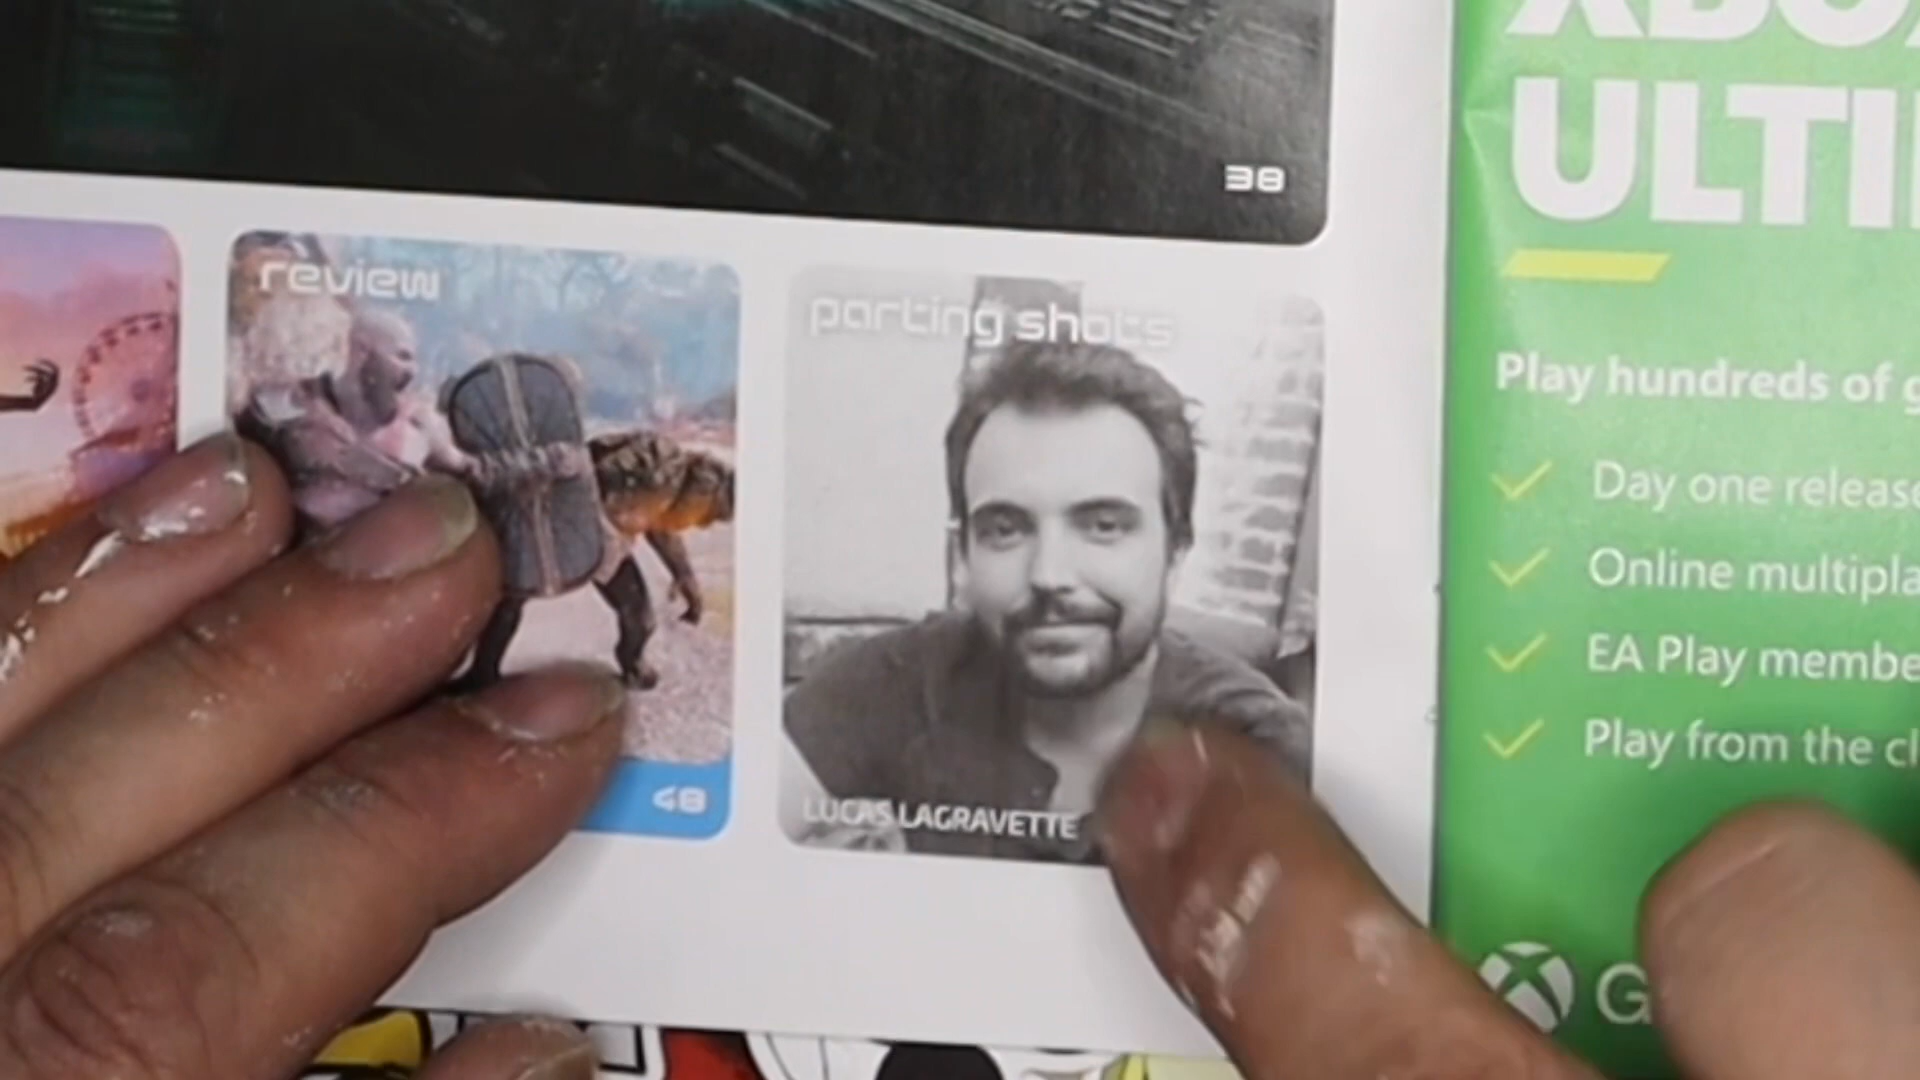 38
review
48
parting shots
LUCAS LAGRAVETTE
XBOX
ULTI
Play hundreds of g
Day one release
Online multipla
EA Play membe
Play from the cl
G